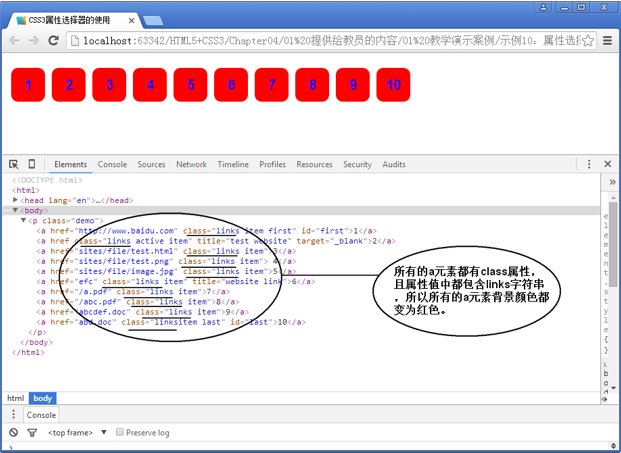 CSS3属性选择器的使用
localhost:63342/HTML5+CSS3/Chapter04/01%20提供给教员的内容/01%20教学演示案例/示例10：属性选择
1 2 3 4 5 6 7 8 9 10
Elements Console Sources Network Timeline Profiles Resources Security Audits
<!DOCTYPE html>
<html>
<head lang="en">…</head>
<body>
<p class="demo">
<a href="http://www.baidu.com" class="links item first" id="first">1</a>
<a href class="links active item" title="test website" target="_blank">2</a>
<a href="sites/file/test.html" class="links item">3</a>
<a href="sites/file/test.png" class="links item"> 4</a>
<a href="sites/file/image.jpg" class="links item">5</a>
<a href="efc" class="links item" title="website link">6</a>
<a href="/a.pdf" class="links item">7</a>
<a href="/abc.pdf" class="links item">8</a>
<a href="abcdef.doc" class="links item">9</a>
<a href="abd.doc" class="linksitem last" id="last">10</a>
</p>
</body>
</html>
所有的a元素都有class属性，
且属性值中都包含links字符串
，所以所有的a元素背景颜色都
变为红色。
html body
Console
<top frame> Preserve log